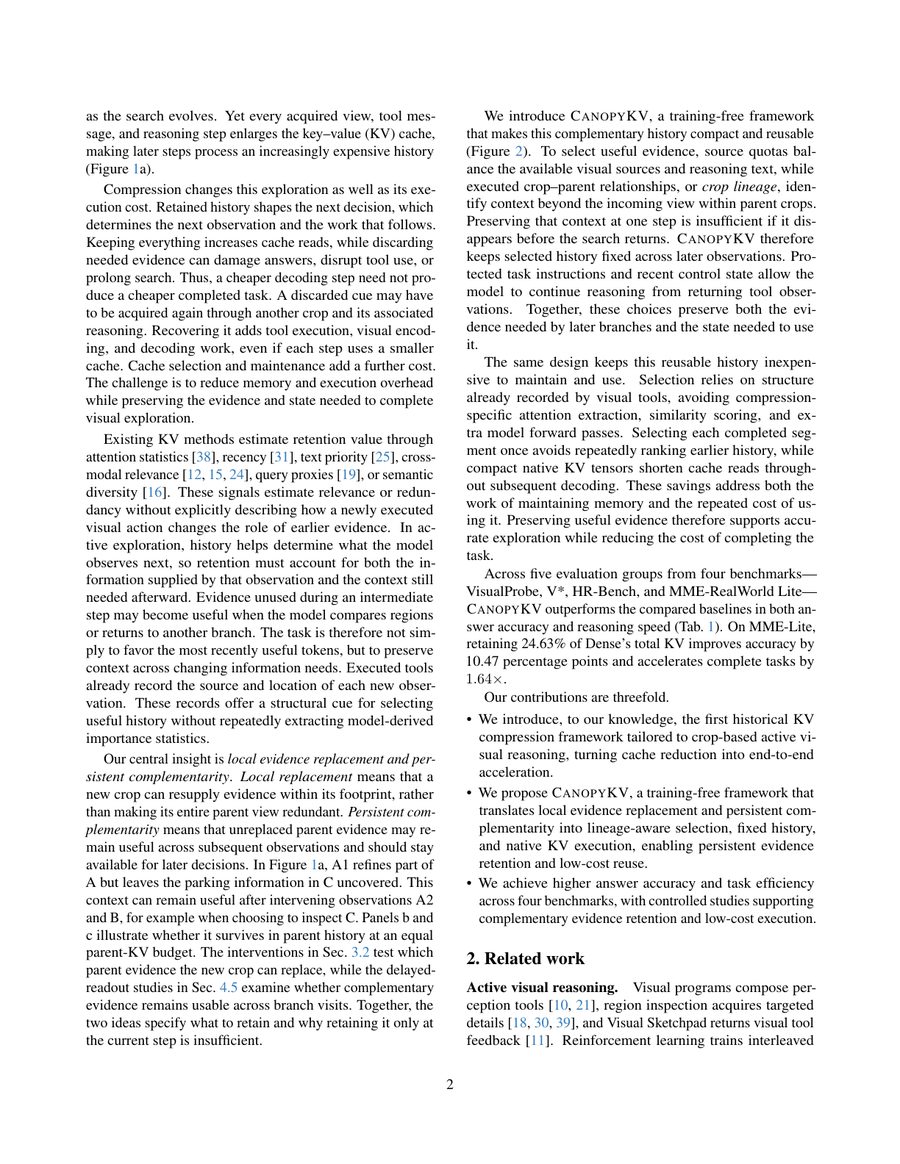 as the search evolves. Yet every acquired view, tool mes-
sage, and reasoning step enlarges the key–value (KV) cache,
making later steps process an increasingly expensive history
(Figure 1a).
Compression changes this exploration as well as its exe-
cution cost. Retained history shapes the next decision, which
determines the next observation and the work that follows.
Keeping everything increases cache reads, while discarding
needed evidence can damage answers, disrupt tool use, or
prolong search. Thus, a cheaper decoding step need not pro-
duce a cheaper completed task. A discarded cue may have
to be acquired again through another crop and its associated
reasoning. Recovering it adds tool execution, visual encod-
ing, and decoding work, even if each step uses a smaller
cache. Cache selection and maintenance add a further cost.
The challenge is to reduce memory and execution overhead
while preserving the evidence and state needed to complete
visual exploration.
Existing KV methods estimate retention value through
attention statistics [38], recency [31], text priority [25], cross-
modal relevance [12, 15, 24], query proxies [19], or semantic
diversity [16]. These signals estimate relevance or redun-
dancy without explicitly describing how a newly executed
visual action changes the role of earlier evidence. In ac-
tive exploration, history helps determine what the model
observes next, so retention must account for both the in-
formation supplied by that observation and the context still
needed afterward. Evidence unused during an intermediate
step may become useful when the model compares regions
or returns to another branch. The task is therefore not sim-
ply to favor the most recently useful tokens, but to preserve
context across changing information needs. Executed tools
already record the source and location of each new obser-
vation. These records offer a structural cue for selecting
useful history without repeatedly extracting model-derived
importance statistics.
Our central insight is local evidence replacement and per-
sistent complementarity. Local replacement means that a
new crop can resupply evidence within its footprint, rather
than making its entire parent view redundant. Persistent com-
plementarity means that unreplaced parent evidence may re-
main useful across subsequent observations and should stay
available for later decisions. In Figure 1a, A1 refines part of
A but leaves the parking information in C uncovered. This
context can remain useful after intervening observations A2
and B, for example when choosing to inspect C. Panels b and
c illustrate whether it survives in parent history at an equal
parent-KV budget. The interventions in Sec. 3.2 test which
parent evidence the new crop can replace, while the delayed-
readout studies in Sec. 4.5 examine whether complementary
evidence remains usable across branch visits. Together, the
two ideas specify what to retain and why retaining it only at
the current step is insufficient.
We introduce CANOPYKV, a training-free framework
that makes this complementary history compact and reusable
(Figure 2). To select useful evidence, source quotas bal-
ance the available visual sources and reasoning text, while
executed crop–parent relationships, or crop lineage, iden-
tify context beyond the incoming view within parent crops.
Preserving that context at one step is insufficient if it dis-
appears before the search returns. CANOPYKV therefore
keeps selected history fixed across later observations. Pro-
tected task instructions and recent control state allow the
model to continue reasoning from returning tool obser-
vations. Together, these choices preserve both the evi-
dence needed by later branches and the state needed to use
it.
The same design keeps this reusable history inexpen-
sive to maintain and use. Selection relies on structure
already recorded by visual tools, avoiding compression-
specific attention extraction, similarity scoring, and ex-
tra model forward passes. Selecting each completed seg-
ment once avoids repeatedly ranking earlier history, while
compact native KV tensors shorten cache reads through-
out subsequent decoding. These savings address both the
work of maintaining memory and the repeated cost of us-
ing it. Preserving useful evidence therefore supports accu-
rate exploration while reducing the cost of completing the
task.
Across five evaluation groups from four benchmarks—
VisualProbe, V*, HR-Bench, and MME-RealWorld Lite—
CANOPYKV outperforms the compared baselines in both an-
swer accuracy and reasoning speed (Tab. 1). On MME-Lite,
retaining 24.63% of Dense's total KV improves accuracy by
10.47 percentage points and accelerates complete tasks by
1.64×.
Our contributions are threefold.
• We introduce, to our knowledge, the first historical KV
compression framework tailored to crop-based active vi-
sual reasoning, turning cache reduction into end-to-end
acceleration.
• We propose CANOPYKV, a training-free framework that
translates local evidence replacement and persistent com-
plementarity into lineage-aware selection, fixed history,
and native KV execution, enabling persistent evidence
retention and low-cost reuse.
• We achieve higher answer accuracy and task efficiency
across four benchmarks, with controlled studies supporting
complementary evidence retention and low-cost execution.
2. Related work
Active visual reasoning. Visual programs compose per-
ception tools [10, 21], region inspection acquires targeted
details [18, 30, 39], and Visual Sketchpad returns visual tool
feedback [11]. Reinforcement learning trains interleaved
2